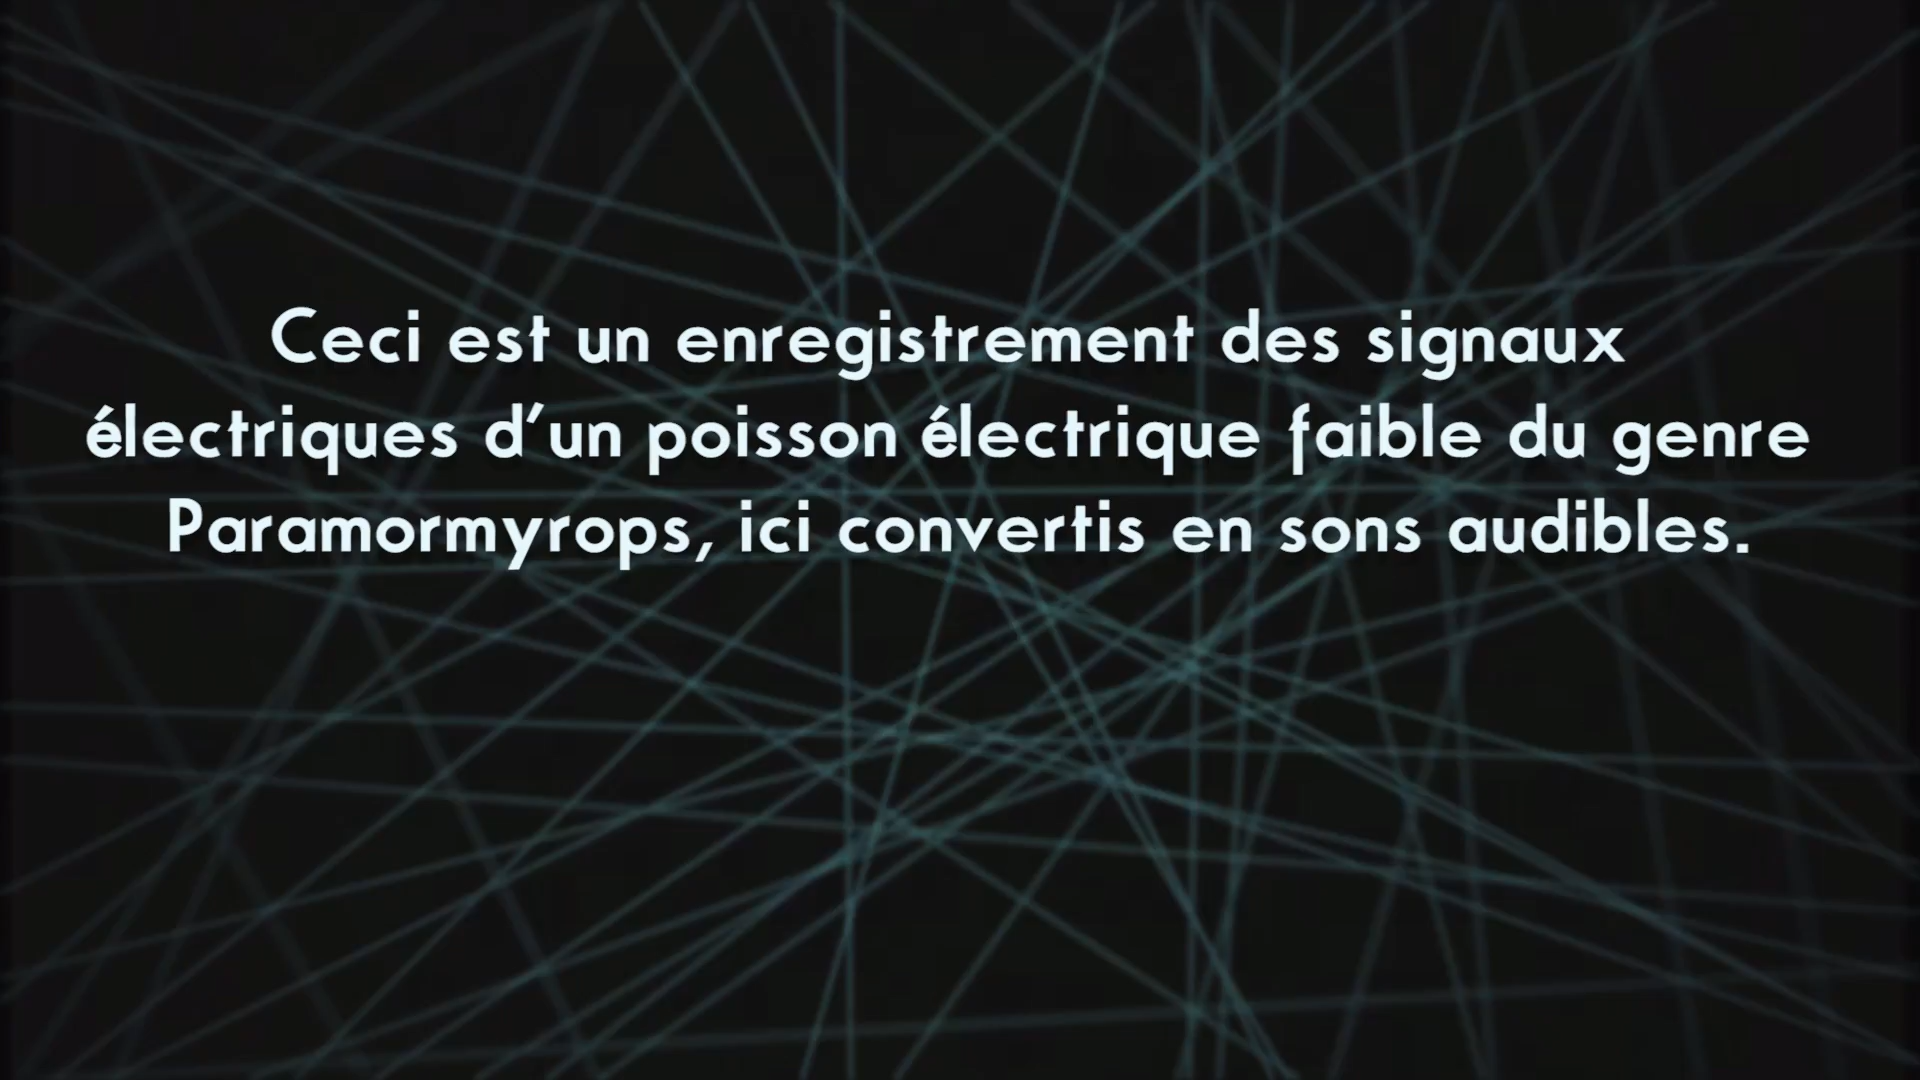 Ceci est un enregistrement des signaux
électriques d’un poisson électrique faible du genre
Paramormyrops, ici convertis en sons audibles.